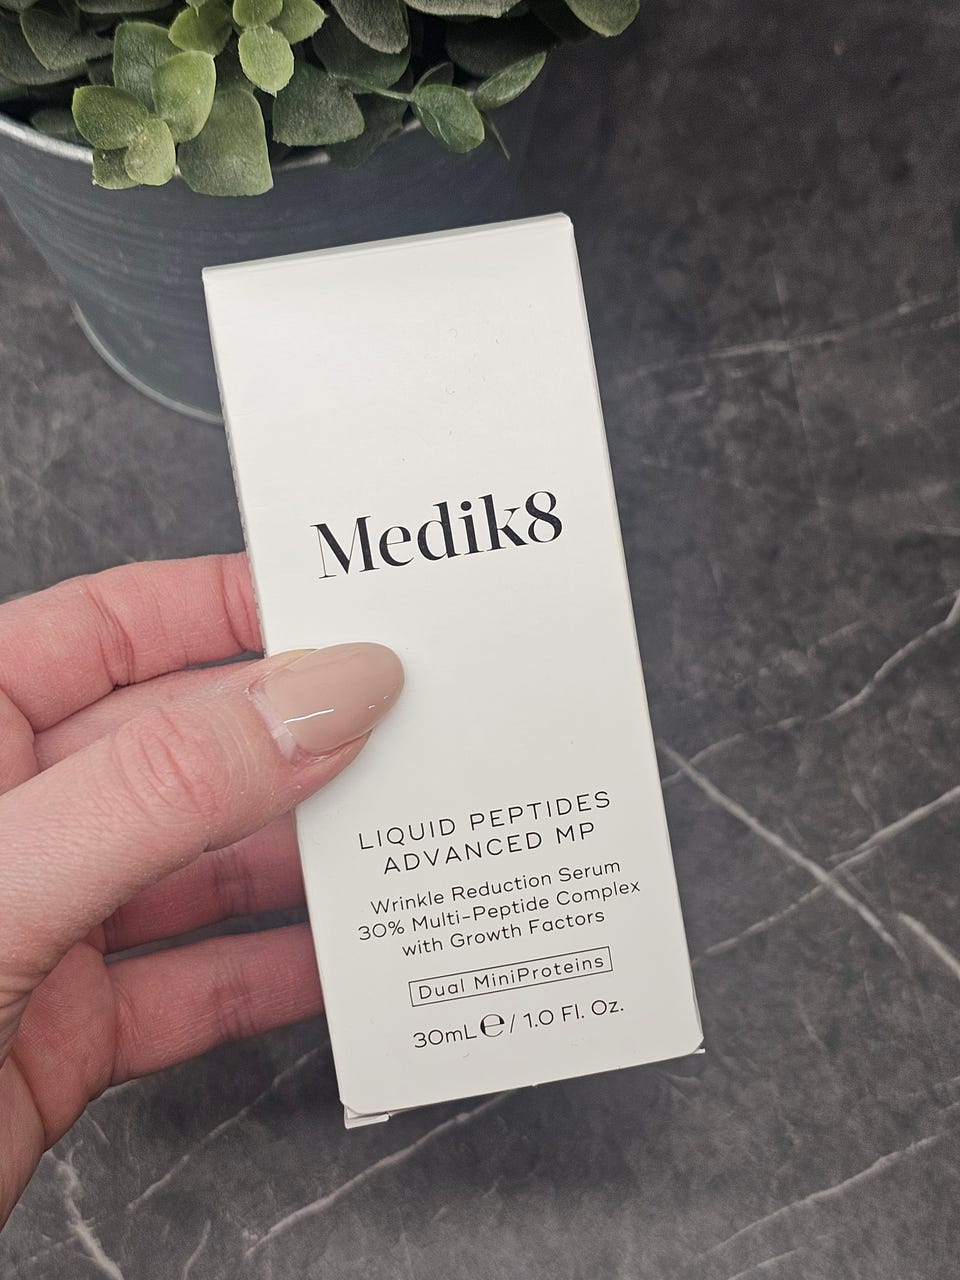 Medik8
LIQUID PEPTIDES
ADVANCED MP
Wrinkle Reduction Serum
30% Multi-Peptide Complex
with Growth Factors
Dual MiniProteins
30mL ℮ / 1.0 Fl. Oz.